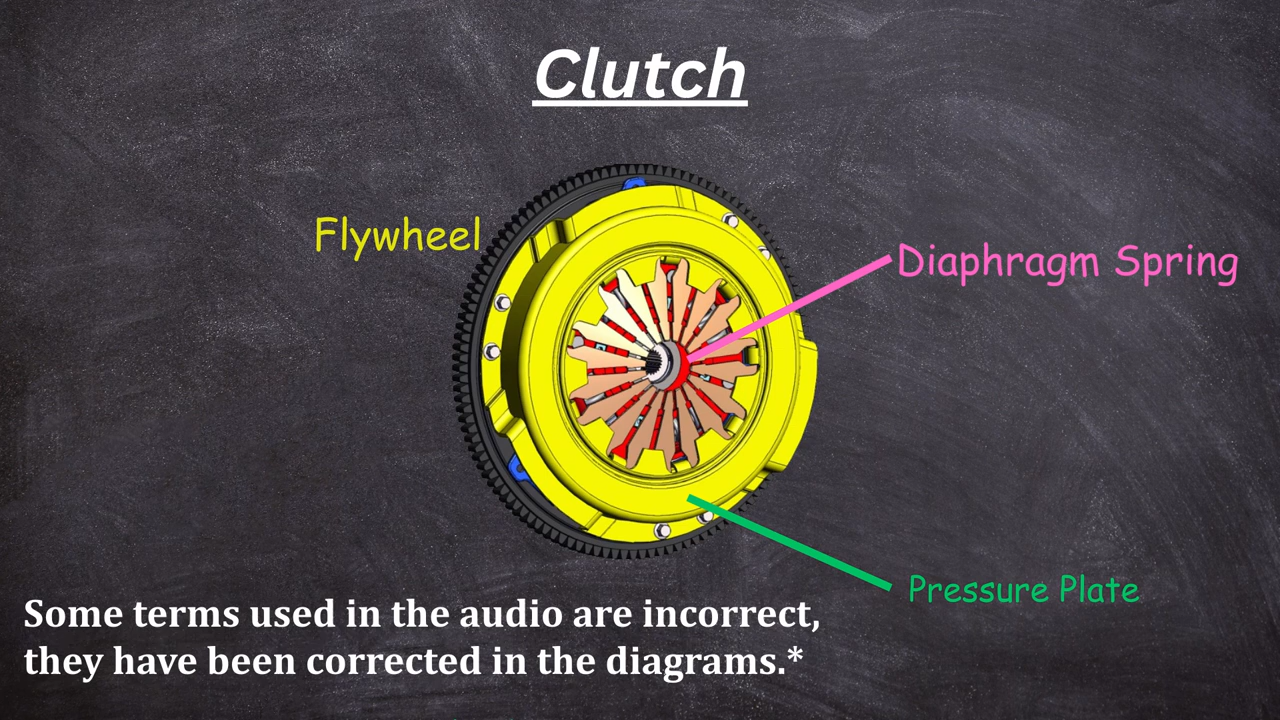 Clutch
Flywheel
Diaphragm Spring
Pressure Plate
Some terms used in the audio are incorrect,
they have been corrected in the diagrams.*